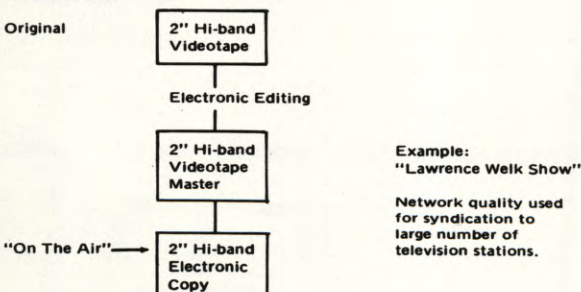 Original
2" Hi-band
Videotape
Electronic Editing
2" Hi-band
Videotape
Master
Example:
"Lawrence Welk Show"
Network quality used
for syndication to
large number of
television stations.
"On The Air"
2" Hi-band
Electronic
Copy